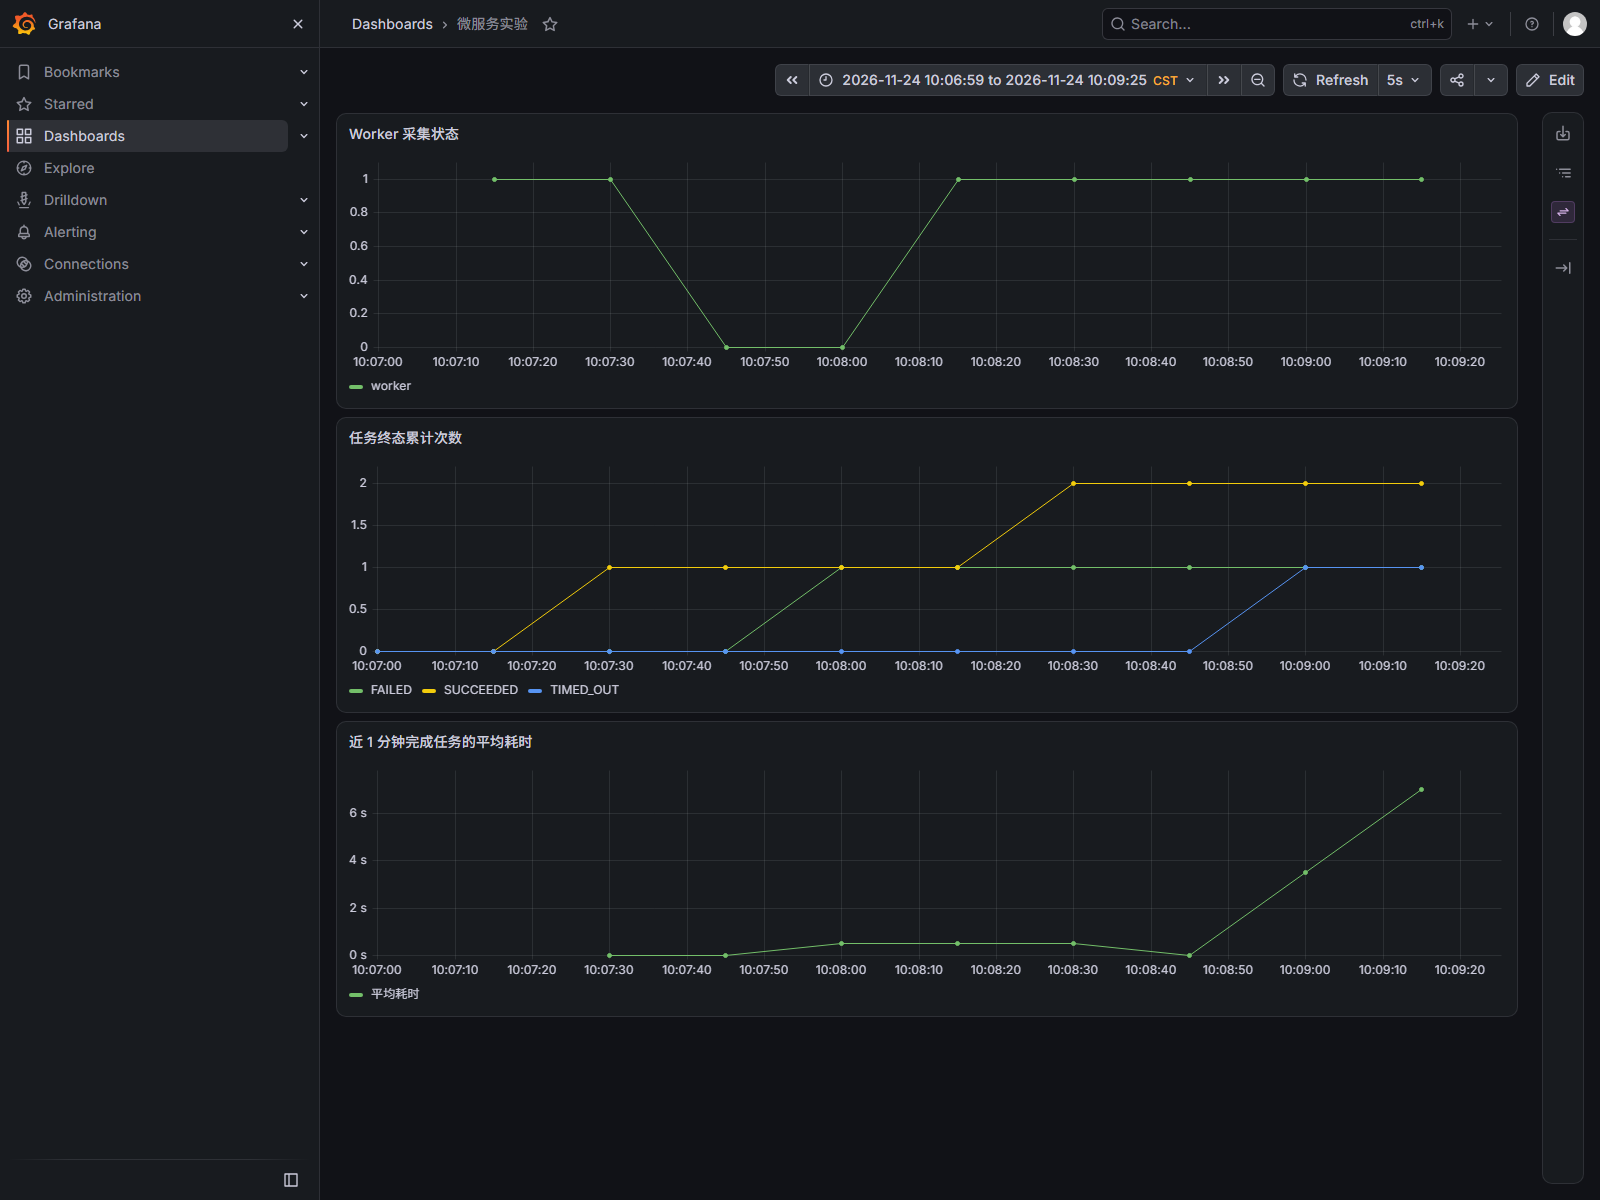 Grafana
Dashboards › 微服务实验
Search...
ctrl+k
Bookmarks
Starred
Dashboards
Explore
Drilldown
Alerting
Connections
Administration
2026-11-24 10:06:59 to 2026-11-24 10:09:25 CST
Refresh
5s
Edit
Worker 采集状态
1
0.8
0.6
0.4
0.2
0
10:07:00 10:07:10 10:07:20 10:07:30 10:07:40 10:07:50 10:08:00 10:08:10 10:08:20 10:08:30 10:08:40 10:08:50 10:09:00 10:09:10 10:09:20
worker
任务终态累计次数
2
1.5
1
0.5
0
10:07:00 10:07:10 10:07:20 10:07:30 10:07:40 10:07:50 10:08:00 10:08:10 10:08:20 10:08:30 10:08:40 10:08:50 10:09:00 10:09:10 10:09:20
FAILED SUCCEEDED TIMED_OUT
近 1 分钟完成任务的平均耗时
6 s
4 s
2 s
0 s
10:07:00 10:07:10 10:07:20 10:07:30 10:07:40 10:07:50 10:08:00 10:08:10 10:08:20 10:08:30 10:08:40 10:08:50 10:09:00 10:09:10 10:09:20
平均耗时